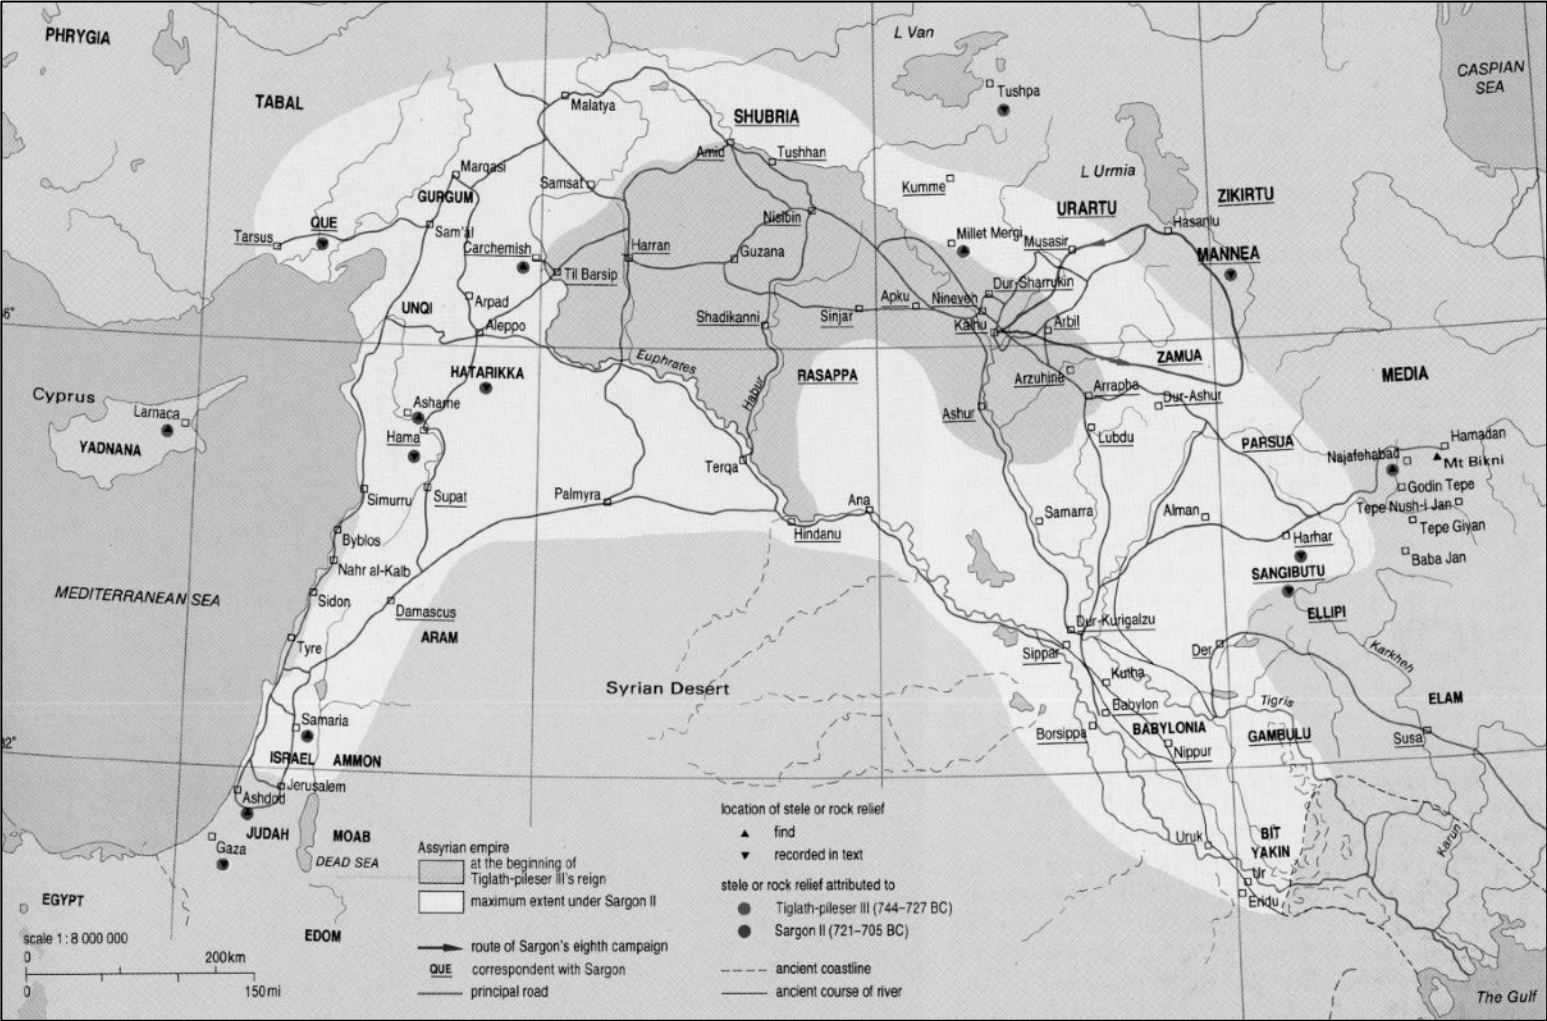 PHRYGIA
L Van
CASPIAN
SEA
TABAL
Malatya
SHUBRIA
Tushpa
Amid
Tushhan
L Urmia
Marqasi
GURGUM
Samsat
Kumme
ZIKIRTU
URARTU
Nisibin
QUE
Tarsus
Sam'al
Carchemish
Harran
Guzana
Millet Mergi
Musasir
Hasanlu
MANNEA
Til Barsip
Dur-Sharrukin
UNQI
Arpad
Aleppo
Shadikanni
Sinjar
Apku
Nineveh
Kalhu
Arbil
36°
Euphrates
Habur
RASAPPA
ZAMUA
MEDIA
HATARIKKA
Arzuhina
Arrapha
Dur-Ashur
Cyprus
Larnaca
YADNANA
Ashame
Hama
Ashur
Lubdu
PARSUA
Hamadan
Najafehabad
Mt Bikni
Godin Tepe
Tepe Nush-i Jan
Tepe Giyan
Baba Jan
Terqa
Simurru
Supat
Palmyra
Ana
Hindanu
Samarra
Alman
Harhar
SANGIBUTU
Byblos
Nahr al-Kalb
MEDITERRANEAN SEA
Sidon
Damascus
ARAM
Tyre
Dur-Kurigalzu
Sippar
Der
ELLIPI
Karkheh
Kutha
Syrian Desert
Babylon
Tigris
ELAM
BABYLONIA
Borsippa
Nippur
GAMBULU
Susa
Samaria
32°
ISRAEL
AMMON
Jerusalem
Ashdod
JUDAH
MOAB
Gaza
DEAD SEA
Uruk
BIT
YAKIN
Karun
Ur
Eridu
EGYPT
EDOM
The Gulf
scale 1 : 8 000 000
0 200km
0 150mi
Assyrian empire
at the beginning of
Tiglath-pileser III's reign
maximum extent under Sargon II
route of Sargon's eighth campaign
QUE correspondent with Sargon
principal road
location of stele or rock relief
find
recorded in text
stele or rock relief attributed to
Tiglath-pileser III (744–727 BC)
Sargon II (721–705 BC)
ancient coastline
ancient course of river